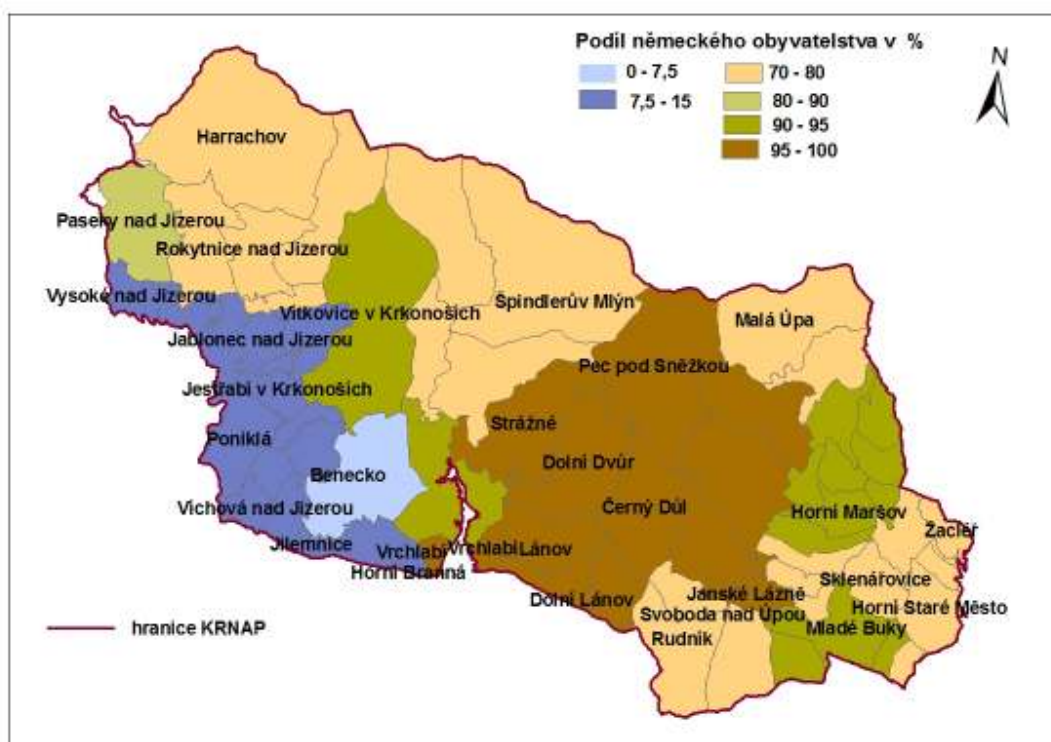 Podíl německého obyvatelstva v %
N
0 - 7,5
70 - 80
7,5 - 15
80 - 90
90 - 95
95 - 100
Harrachov
Paseky nad Jizerou
Rokytnice nad Jizerou
Vysoké nad Jizerou
Špindlerův Mlýn
Vítkovice v Krkonoších
Malá Úpa
Jablonec nad Jizerou
Pec pod Sněžkou
Jestřabí v Krkonoších
Strážné
Poniklá
Dolní Dvůr
Benecko
Víchová nad Jizerou
Černý Důl
Horní Maršov
Žacléř
Jilemnice
Vrchlabí
Vrchlabí
Lánov
Horní Branná
Sklenářovice
Dolní Lánov
Janské Lázně
Svoboda nad Úpou
Horní Staré Město
Rudník
Mladé Buky
hranice KRNAP